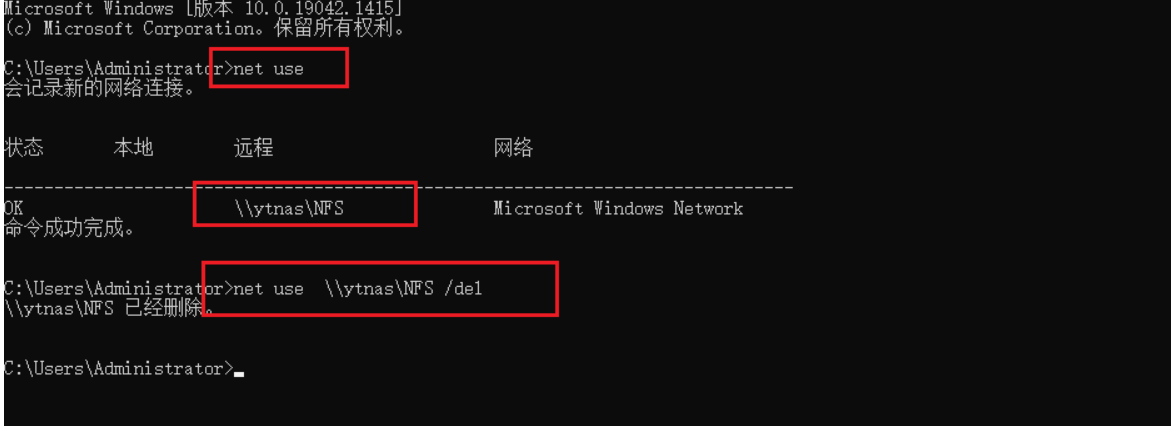 Microsoft Windows [版本 10.0.19042.1415]
(c) Microsoft Corporation。保留所有权利。
C:\Users\Administrator>net use
会记录新的网络连接。
状态 本地 远程 网络
-------------------------------------------------------------------------------
OK \\ytnas\NFS Microsoft Windows Network
命令成功完成。
C:\Users\Administrator>net use  \\ytnas\NFS /del
\\ytnas\NFS 已经删除。
C:\Users\Administrator>